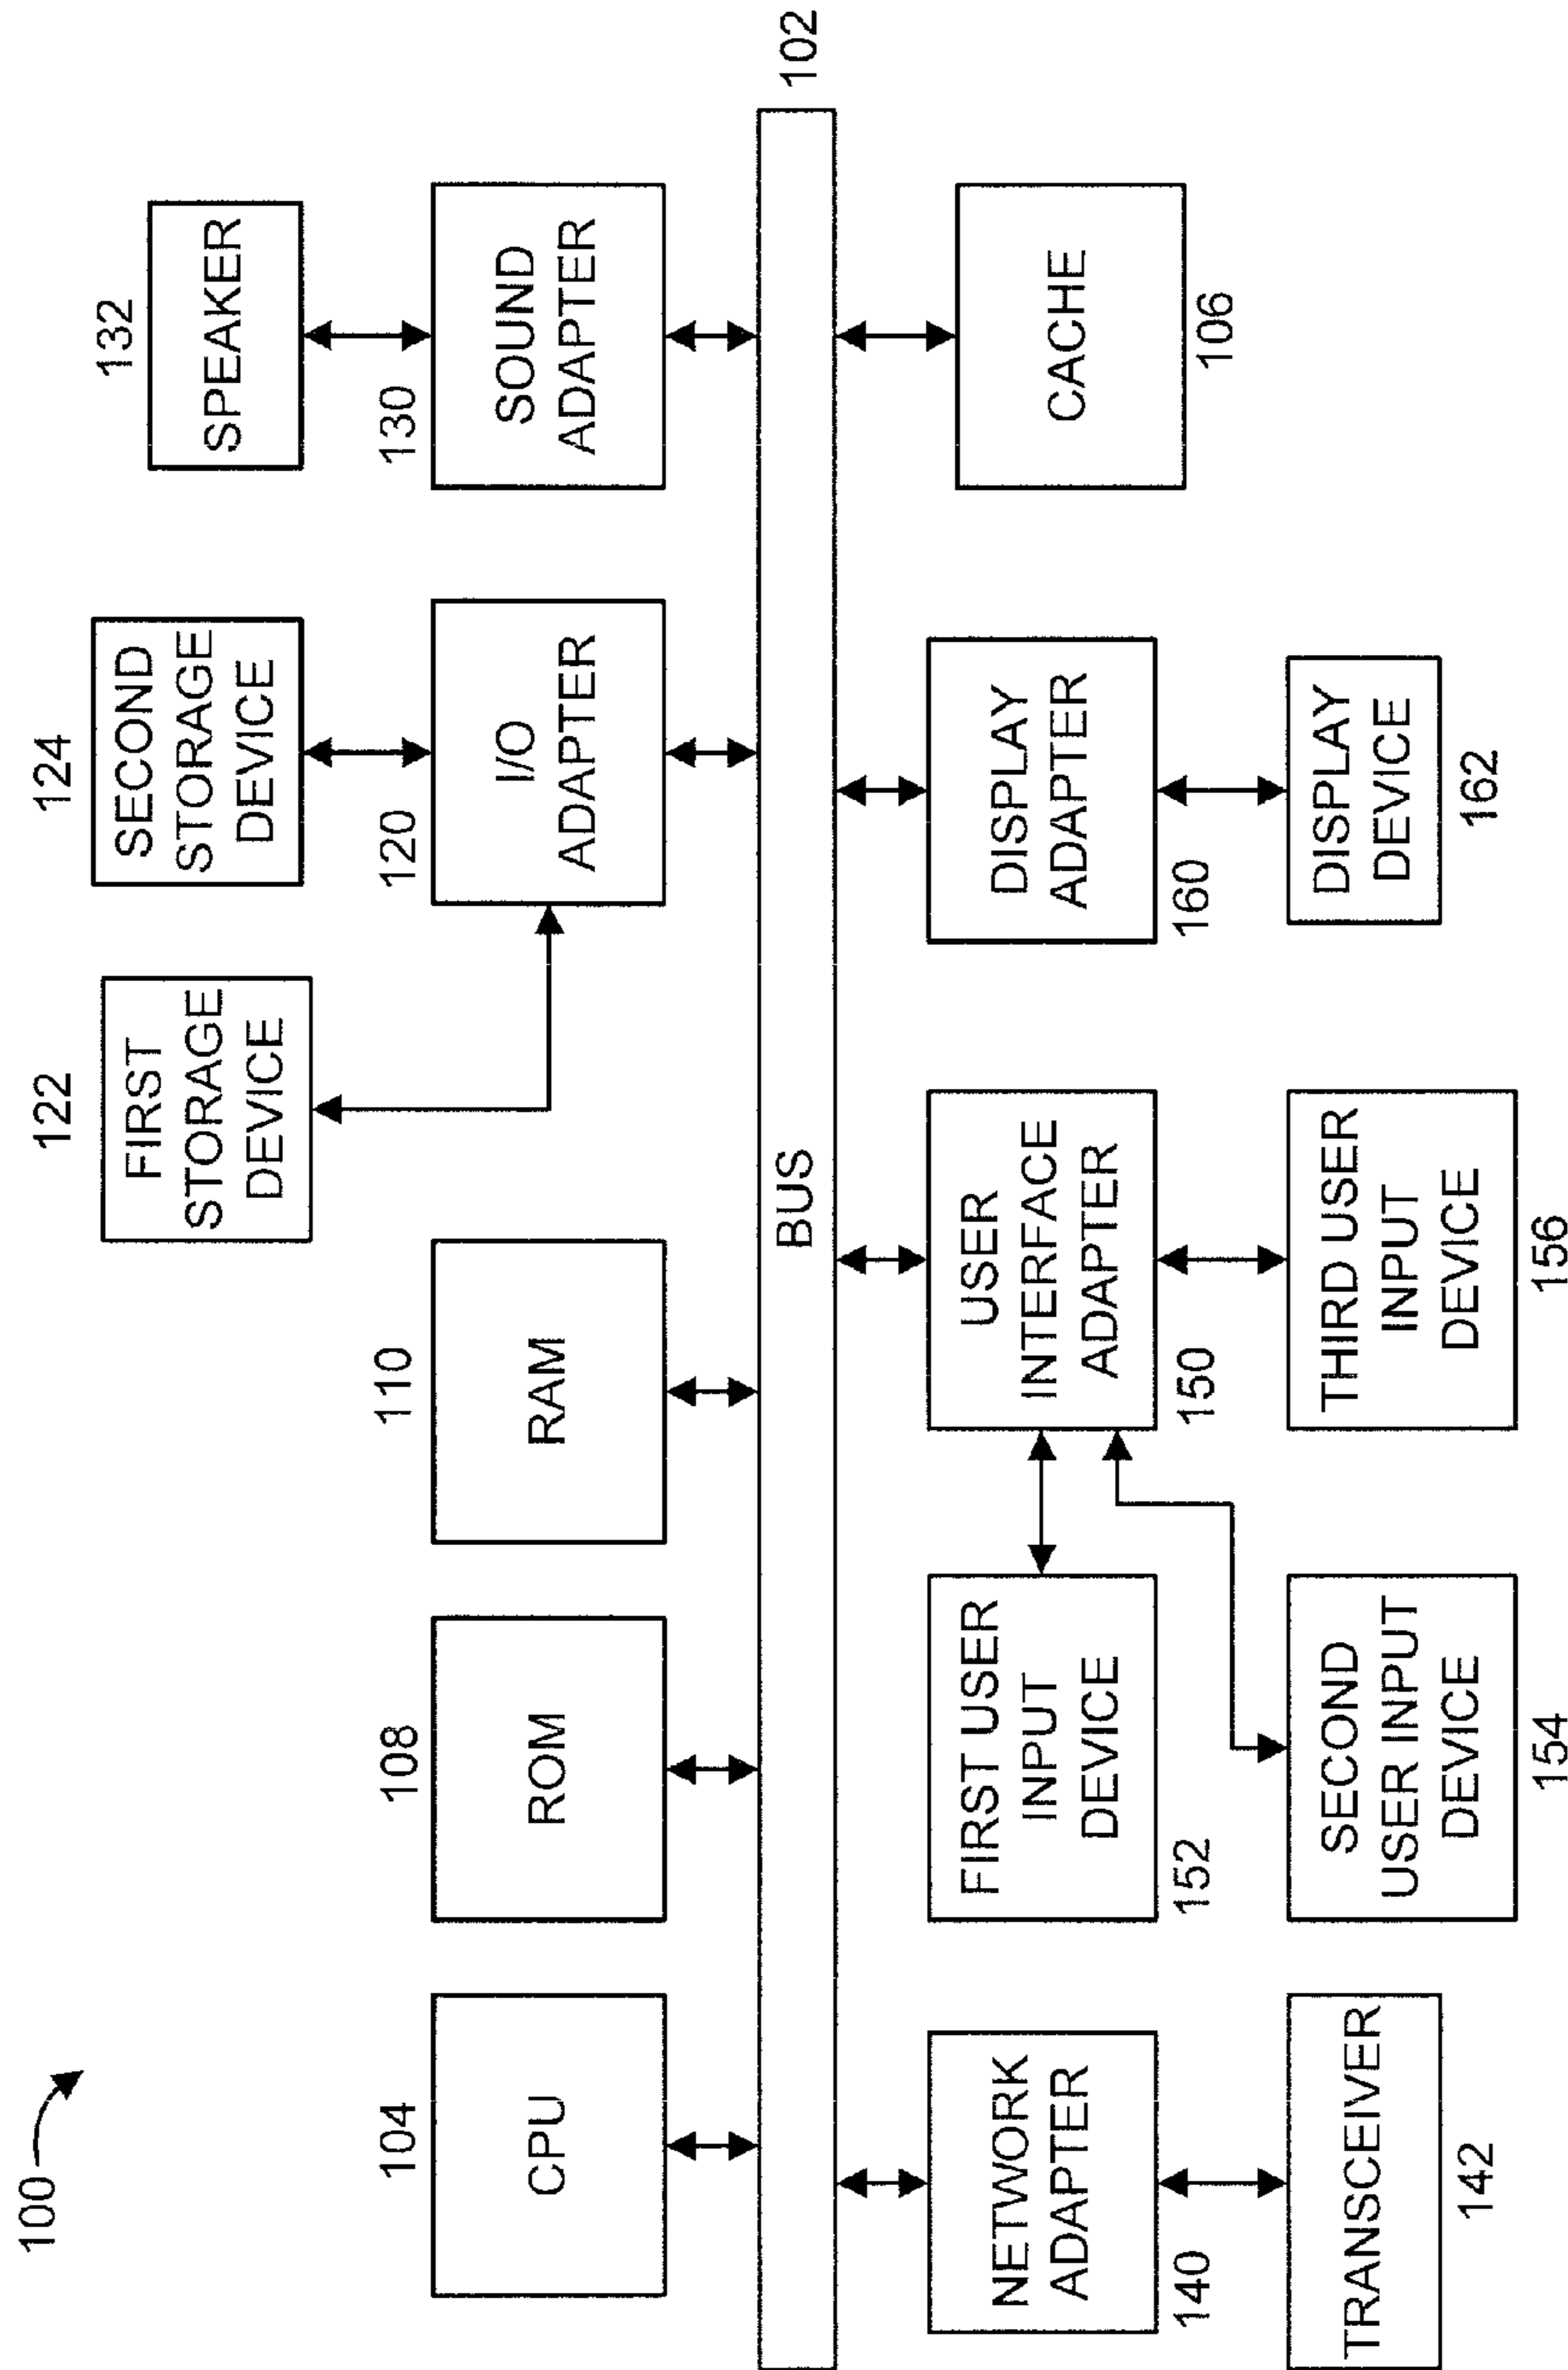 100
122
FIRST
STORAGE
DEVICE
124
SECOND
STORAGE
DEVICE
132
SPEAKER
104
CPU
108
ROM
110
RAM
120
I/O
ADAPTER
130
SOUND
ADAPTER
BUS
102
NETWORK
ADAPTER
140
FIRST USER
INPUT
DEVICE
152
USER
INTERFACE
ADAPTER
150
DISPLAY
ADAPTER
160
CACHE
106
TRANSCEIVER
142
SECOND
USER INPUT
DEVICE
154
THIRD USER
INPUT
DEVICE
156
DISPLAY
DEVICE
162